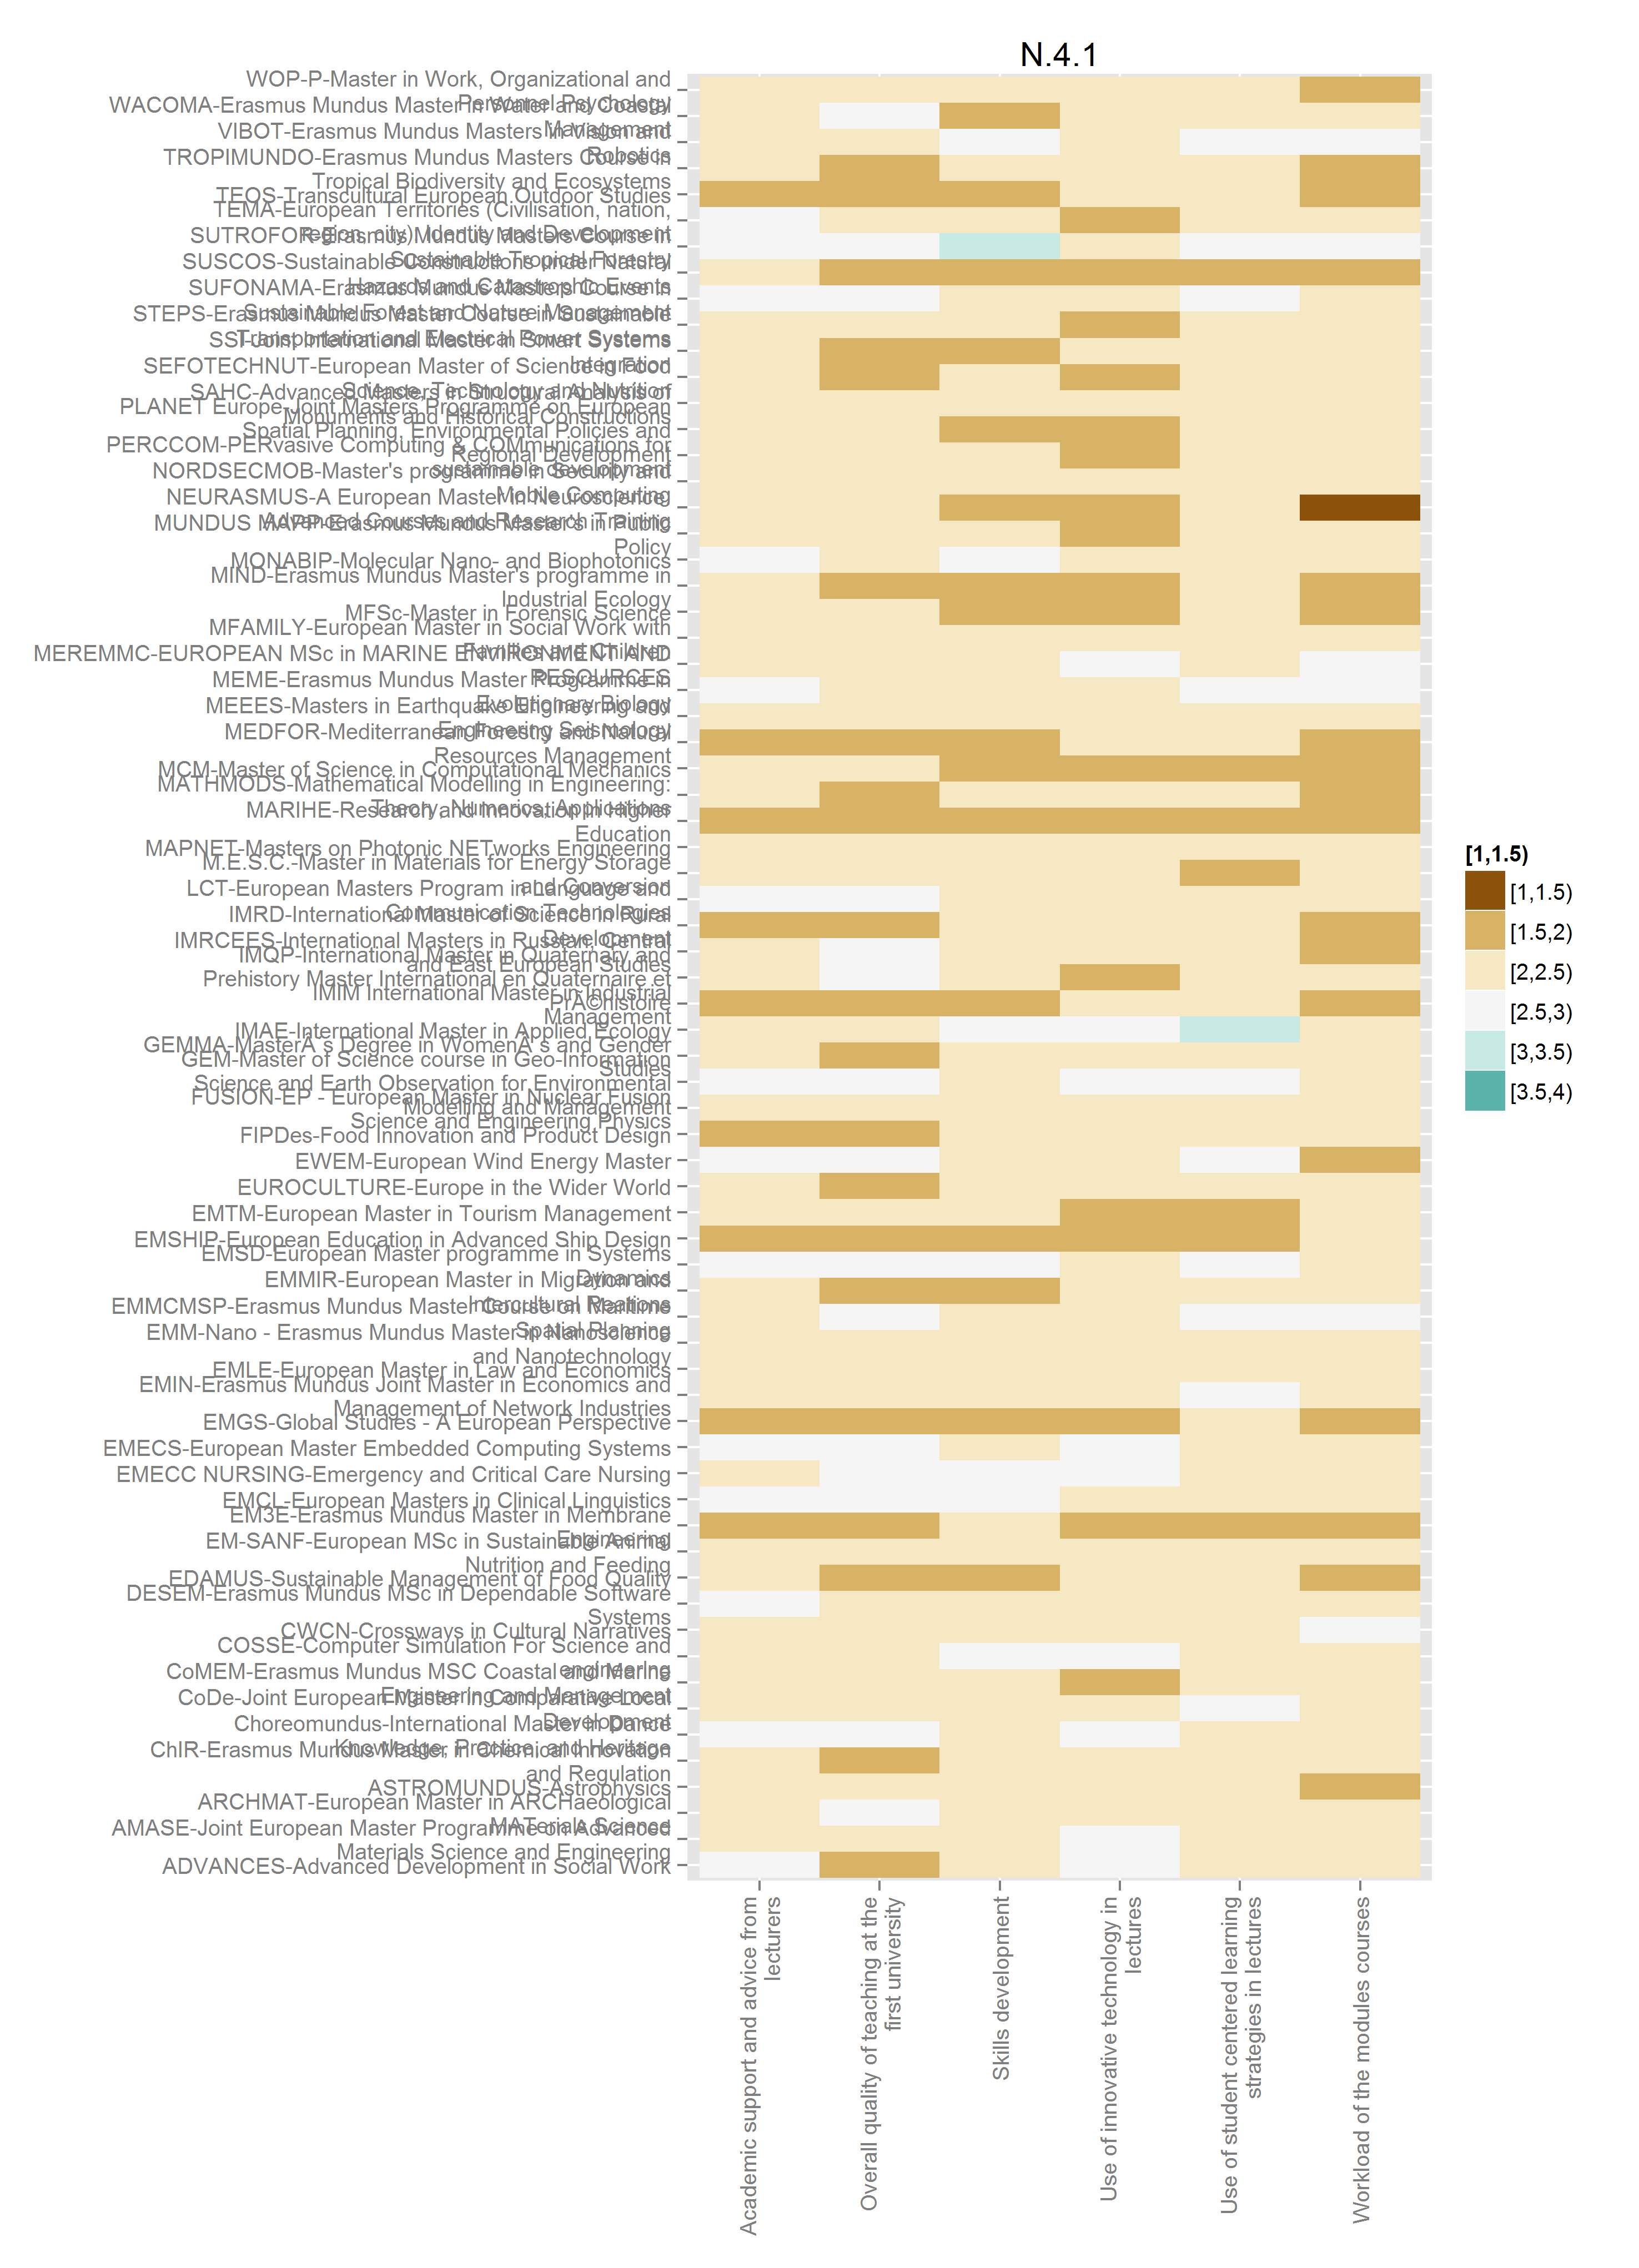 N.4.1
WOP-P-Master in Work, Organizational and
Personnel Psychology
WACOMA-Erasmus Mundus Master in Water and Coastal
Management
VIBOT-Erasmus Mundus Masters in Vision and
Robotics
TROPIMUNDO-Erasmus Mundus Masters Course in
Tropical Biodiversity and Ecosystems
TEOS-Transcultural European Outdoor Studies
TEMA-European Territories (Civilisation, nation,
region, city) Identity and Development
SUTROFOR-Erasmus Mundus Masters Course in
Sustainable Tropical Forestry
SUSCOS-Sustainable Constructions under Natural
Hazards and Catastrophic Events
SUFONAMA-Erasmus Mundus Masters Course in
Sustainable Forest and Nature Management
STEPS-Erasmus Mundus Master Course in Sustainable
Transportation and Electrical Power Systems
SSI-Joint International Master in Smart Systems
Integration
SEFOTECHNUT-European Master of Science in Food
Science, Technology and Nutrition
SAHC-Advanced Masters in Structural Analysis of
Monuments and Historical Constructions
PLANET Europe-Joint Masters Programme on European
Spatial Planning, Environmental Policies and
Regional Development
PERCCOM-PERvasive Computing & COMmunications for
sustainable development
NORDSECMOB-Master's programme in Security and
Mobile Computing
NEURASMUS-A European Master in Neuroscience:
Advanced Courses and Research Training
MUNDUS MAPP-Erasmus Mundus Master's in Public
Policy
MONABIP-Molecular Nano- and Biophotonics
MIND-Erasmus Mundus Master's programme in
Industrial Ecology
MFSc-Master in Forensic Science
MFAMILY-European Master in Social Work with
Families and Children
MEREMMC-EUROPEAN MSc in MARINE ENVIRONMENT AND
RESOURCES
MEME-Erasmus Mundus Master Programme in
Evolutionary Biology
MEEES-Masters in Earthquake Engineering and
Engineering Seismology
MEDFOR-Mediterranean Forestry and Natural
Resources Management
MCM-Master of Science in Computational Mechanics
MATHMODS-Mathematical Modelling in Engineering:
Theory, Numerics, Applications
MARIHE-Research and Innovation in Higher
Education
MAPNET-Masters on Photonic NETworks Engineering
M.E.S.C.-Master in Materials for Energy Storage
and Conversion
LCT-European Masters Program in Language and
Communication Technologies
IMRD-International Master of Science in Rural
Development
IMRCEES-International Masters in Russian, Central
and East European Studies
IMQP-International Master in Quaternary and
Prehistory Master International en Quaternaire et
PrÃ©histoire
IMIM International Master in Industrial
Management
IMAE-International Master in Applied Ecology
GEMMA-MasterÂ´s Degree in WomenÂ´s and Gender
Studies
GEM-Master of Science course in Geo-Information
Science and Earth Observation for Environmental
Modelling and Management
FUSION-EP - European Master in Nuclear Fusion
Science and Engineering Physics
FIPDes-Food Innovation and Product Design
EWEM-European Wind Energy Master
EUROCULTURE-Europe in the Wider World
EMTM-European Master in Tourism Management
EMSHIP-European Education in Advanced Ship Design
EMSD-European Master programme in Systems
Dynamics
EMMIR-European Master in Migration and
Intercultural Reations
EMMCMSP-Erasmus Mundus Master Course on Maritime
Spatial Planning
EMM-Nano - Erasmus Mundus Master in Nanoscience
and Nanotechnology
EMLE-European Master in Law and Economics
EMIN-Erasmus Mundus Joint Master in Economics and
Management of Network Industries
EMGS-Global Studies - A European Perspective
EMECS-European Master Embedded Computing Systems
EMECC NURSING-Emergency and Critical Care Nursing
EMCL-European Masters in Clinical Linguistics
EM3E-Erasmus Mundus Master in Membrane
Engineering
EM-SANF-European MSc in Sustainable Animal
Nutrition and Feeding
EDAMUS-Sustainable Management of Food Quality
DESEM-Erasmus Mundus MSc in Dependable Software
Systems
CWCN-Crossways in Cultural Narratives
COSSE-Computer Simulation For Science and
engineering
CoMEM-Erasmus Mundus MSC Coastal and Marine
Engineering and Management
CoDe-Joint European Master in Comparative Local
Development
Choreomundus-International Master in Dance
Knowledge, Practice, and Heritage
ChIR-Erasmus Mundus Master in Chemical Innovation
and Regulation
ASTROMUNDUS-Astrophysics
ARCHMAT-European Master in ARCHaeological
MATerials Science
AMASE-Joint European Master Programme on Advanced
Materials Science and Engineering
ADVANCES-Advanced Development in Social Work
Academic support and advice from
lecturers
Overall quality of teaching at the
first university
Skills development
Use of innovative technology in
lectures
Use of student centered learning
strategies in lectures
Workload of the modules courses
[1,1.5)
[1,1.5)
[1.5,2)
[2,2.5)
[2.5,3)
[3,3.5)
[3.5,4)